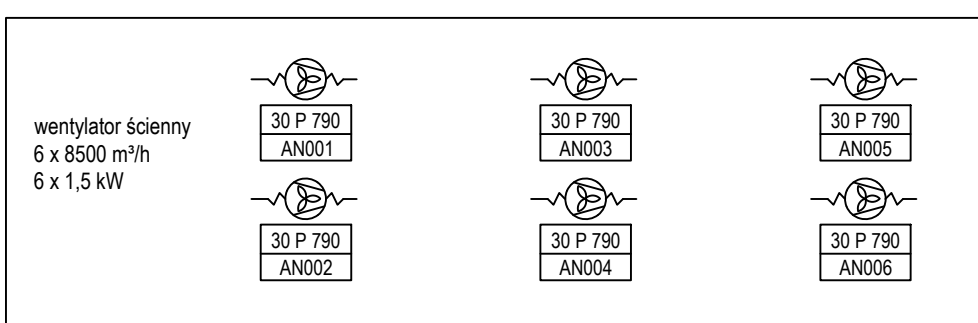 wentylator ścienny
6 x 8500 m³/h
6 x 1,5 kW
30 P 790
AN001
30 P 790
AN002
30 P 790
AN003
30 P 790
AN004
30 P 790
AN005
30 P 790
AN006